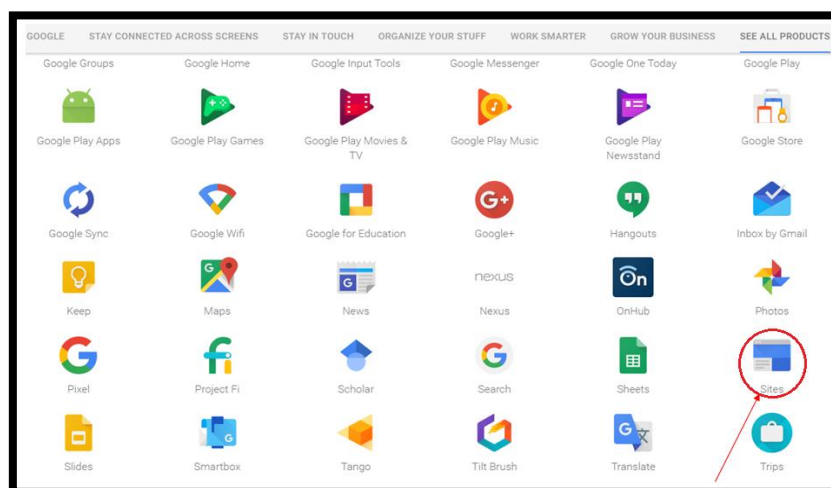 GOOGLE STAY CONNECTED ACROSS SCREENS STAY IN TOUCH ORGANIZE YOUR STUFF WORK SMARTER GROW YOUR BUSINESS SEE ALL PRODUCTS
Google Groups Google Home Google Input Tools Google Messenger Google One Today Google Play
Google Play Apps Google Play Games Google Play Movies & Google Play Music Google Play Google Store
TV Newsstand
G+
Google Sync Google Wifi Google for Education Google+ Hangouts Inbox by Gmail
G G nexus On
Keep Maps News Nexus OnHub Photos
G fi G
Pixel Project Fi Scholar Search Sheets Sites
G G 文
Slides Smartbox Tango Tilt Brush Translate Trips